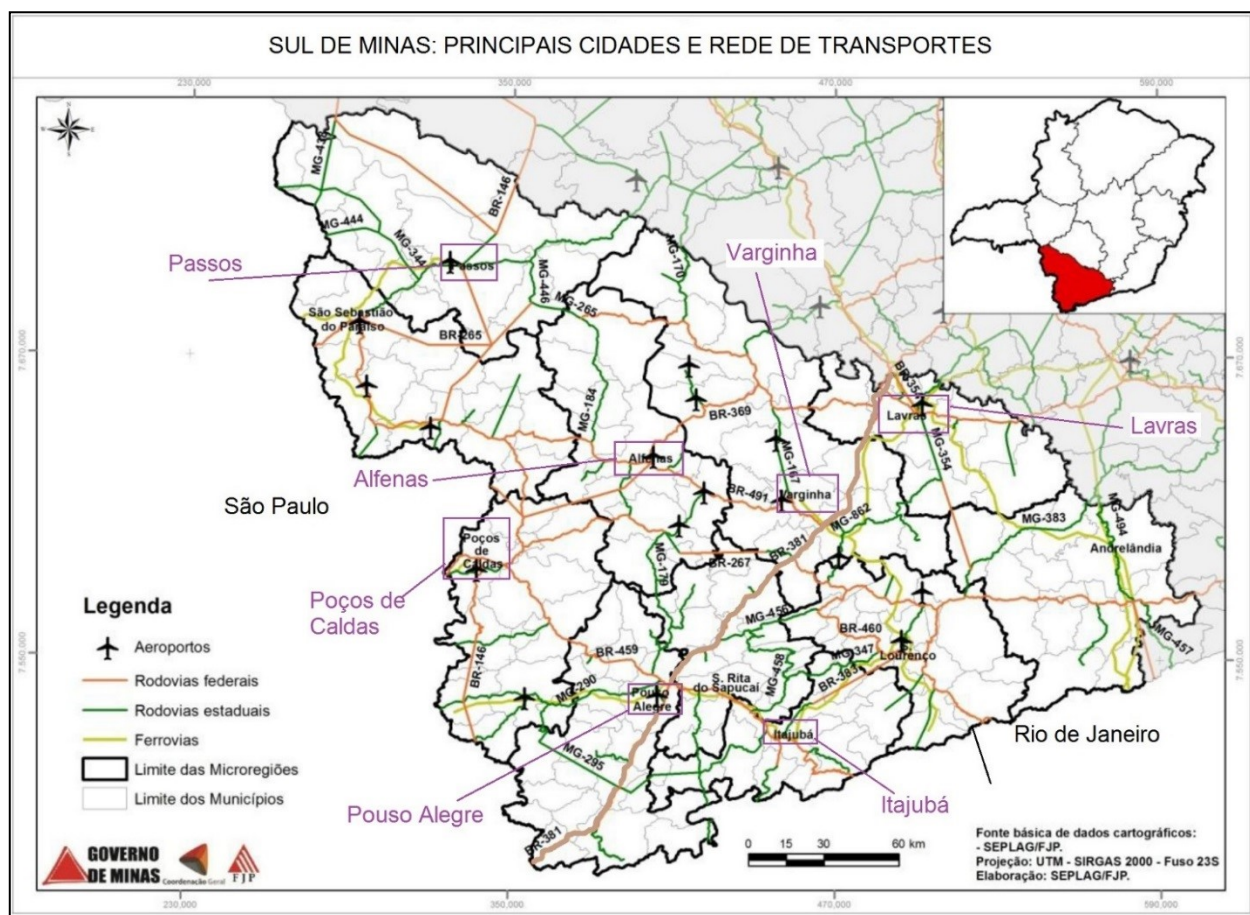 SUL DE MINAS: PRINCIPAIS CIDADES E REDE DE TRANSPORTES
230,000
350,000
470,000
590,000
MG-444
BR-146
MG-344
Passos
Passos
MG-446
MG-170
Varginha
MG-265
São Sebastião
do Paraíso
BR-265
7.670,000
7.670,000
BR-354
MG-184
BR-369
Lavras
Lavras
MG-354
Alfenas
Alfenas
MG-167
São Paulo
BR-491
Varginha
MG-862
MG-383
MG-494
Andrelândia
BR-381
Poços
de
Caldas
BR-267
MG-179
Poços de
Caldas
MG-456
BR-460
MG-457
BR-459
MG-347
Lourenço
MG-458
BR-383
BR-146
MG-290
Pouso
Alegre
S. Rita
do Sapucaí
Itajubá
MG-295
Rio de Janeiro
Pouso Alegre
Itajubá
BR-381
7.550,000
7.550,000
Legenda
Aeroportos
Rodovias federais
Rodovias estaduais
Ferrovias
Limite das Microregiões
Limite dos Municípios
GOVERNO
DE MINAS
Coordenação Geral
FJP
0 15 30 60 km
Fonte básica de dados cartográficos:
- SEPLAG/FJP.
Projeção: UTM - SIRGAS 2000 - Fuso 23S
Elaboração: SEPLAG/FJP.
230,000
350,000
470,000
590,000